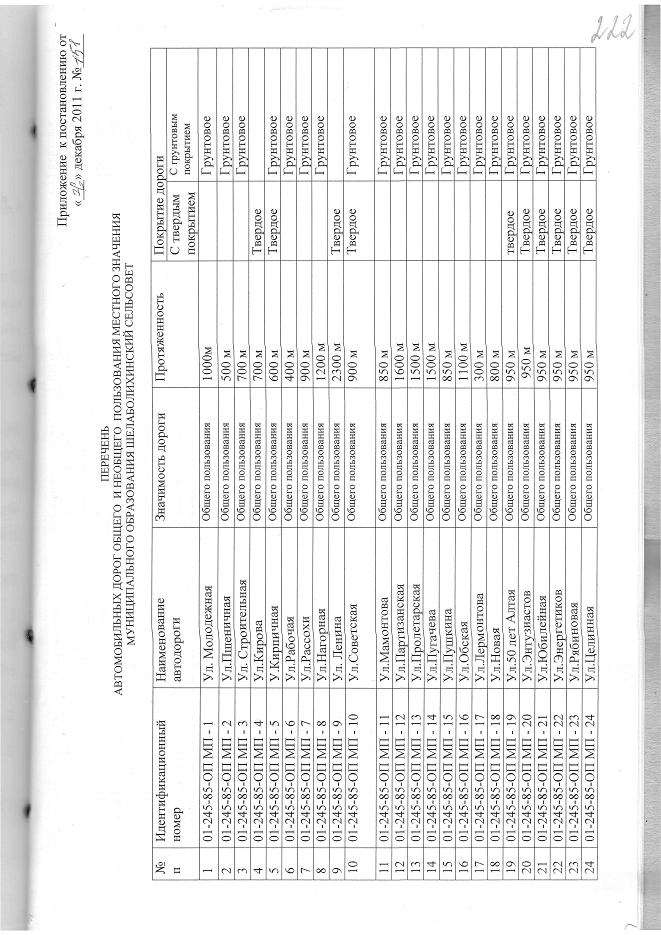 222
Приложение к постановлению от
« » декабря 2011 г. №
ПЕРЕЧЕНЬ
АВТОМОБИЛЬНЫХ ДОРОГ ОБЩЕГО И НЕОБЩЕГО ПОЛЬЗОВАНИЯ МЕСТНОГО ЗНАЧЕНИЯ
МУНИЦИПАЛЬНОГО ОБРАЗОВАНИЯ ШЕЛАБОЛИХИНСКИЙ СЕЛЬСОВЕТ
№ Идентификационный Наименование Значимость дороги Протяженность Покрытие дороги
п номер автодороги С твердым С грунтовым
покрытием покрытием
1 01-245-85-ОП МП - 1 Ул. Молодежная Общего пользования 1000м Грунтовое
2 01-245-85-ОП МП - 2 Ул.Пшеничная Общего пользования 500 м Грунтовое
3 01-245-85-ОП МП - 3 Ул. Строительная Общего пользования 700 м Грунтовое
4 01-245-85-ОП МП - 4 Ул.Кирова Общего пользования 700 м Твердое
5 01-245-85-ОП МП - 5 Ул.Кирпичная Общего пользования 600 м Твердое Грунтовое
6 01-245-85-ОП МП - 6 Ул.Рабочая Общего пользования 400 м Грунтовое
7 01-245-85-ОП МП - 7 Ул.Рассохи Общего пользования 900 м Грунтовое
8 01-245-85-ОП МП - 8 Ул.Нагорная Общего пользования 1200 м Грунтовое
9 01-245-85-ОП МП - 9 Ул. Ленина Общего пользования 2300 м Твердое
10 01-245-85-ОП МП - 10 Ул.Советская Общего пользования 900 м Твердое Грунтовое
11 01-245-85-ОП МП - 11 Ул.Мамонтова Общего пользования 850 м Грунтовое
12 01-245-85-ОП МП - 12 Ул.Партизанская Общего пользования 1600 м Грунтовое
13 01-245-85-ОП МП - 13 Ул.Пролетарская Общего пользования 1500 м Грунтовое
14 01-245-85-ОП МП - 14 Ул.Пугачева Общего пользования 1500 м Грунтовое
15 01-245-85-ОП МП - 15 Ул.Пушкина Общего пользования 850 м Грунтовое
16 01-245-85-ОП МП - 16 Ул.Обская Общего пользования 1100 м Грунтовое
17 01-245-85-ОП МП - 17 Ул.Лермонтова Общего пользования 300 м Грунтовое
18 01-245-85-ОП МП - 18 Ул.Новая Общего пользования 800 м Грунтовое
19 01-245-85-ОП МП - 19 Ул.50 лет Алтая Общего пользования 950 м твердое Грунтовое
20 01-245-85-ОП МП - 20 Ул.Энтузиастов Общего пользования 950 м Твердое Грунтовое
21 01-245-85-ОП МП - 21 Ул.Юбилейная Общего пользования 950 м Твердое Грунтовое
22 01-245-85-ОП МП - 22 Ул.Энергетиков Общего пользования 950 м Твердое Грунтовое
23 01-245-85-ОП МП - 23 Ул.Рябиновая Общего пользования 950 м Твердое Грунтовое
24 01-245-85-ОП МП - 24 Ул.Целинная Общего пользования 950 м Твердое Грунтовое